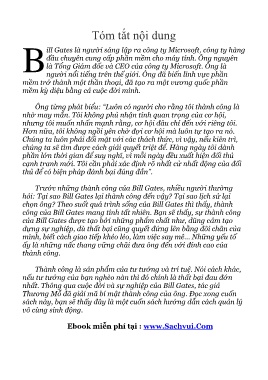 Tóm tắt nội dung
Bill Gates là người sáng lập ra công ty Microsoft, công ty hàng
đầu chuyên cung cấp phần mềm cho máy tính. Ông nguyên
là Tổng Giám đốc và CEO của công ty Microsoft. Ông là
người nổi tiếng trên thế giới. Ông đã biến lĩnh vực phần
mềm trở thành một thần thoại, đã tạo ra một vương quốc phần
mềm kỳ diệu bằng cả cuộc đời mình.
Ông từng phát biểu: "Luôn có người cho rằng tôi thành công là
nhờ may mắn. Tôi không phủ nhận tính quan trọng của cơ hội,
nhưng tôi muốn nhấn mạnh rằng, cơ hội đâu chỉ đến với riêng tôi.
Hơn nữa, tôi không ngồi yên chờ đợi cơ hội mà luôn tự tạo ra nó.
Chúng ta luôn phải đối mặt với các thách thức, vì vậy, nếu kiên trì,
chúng ta sẽ tìm được cách giải quyết triệt để. Hàng ngày tôi dành
phần lớn thời gian để suy nghĩ, vì mỗi ngày đều xuất hiện đối thủ
cạnh tranh mới. Tôi cần phải xác định rõ nhất cử nhất động của đối
thủ để có biện pháp đánh bại đúng đắn".
Trước những thành công của Bill Gates, nhiều người thường
hỏi: Tại sao Bill Gates lại thành công đến vậy? Tại sao lịch sử lại
chọn ông? Theo suốt quá trình sống của Bill Gates thì thấy, thành
công của Bill Gates mang tính tất nhiên. Bạn sẽ thấy, sự thành công
của Bill Gates được tạo bởi những phẩm chất như, dũng cảm tạo
dựng sự nghiệp, dù thất bại cũng quyết đứng lên bằng đôi chân của
mình, biết cách giao tiếp khéo léo, làm việc say mê... Những yếu tố
ấy là những nấc thang vững chãi đưa ông đến với đỉnh cao của
thành công.
Thành công là sản phẩm của tư tưởng và trí tuệ. Nói cách khác,
nếu tư tưởng của bạn nghèo nàn thì đó chính là thất bại đau đớn
nhất. Thông qua cuộc đời và sự nghiệp của Bill Gates, tác giả
Thượng Mỗ đã giải mã bí mật thành công của ông. Đọc xong cuốn
sách này, bạn sẽ thấy đây là một cuốn sách hướng dẫn cách quản lý
vô cùng sinh động.
Ebook miễn phí tại : www.Sachvui.Com